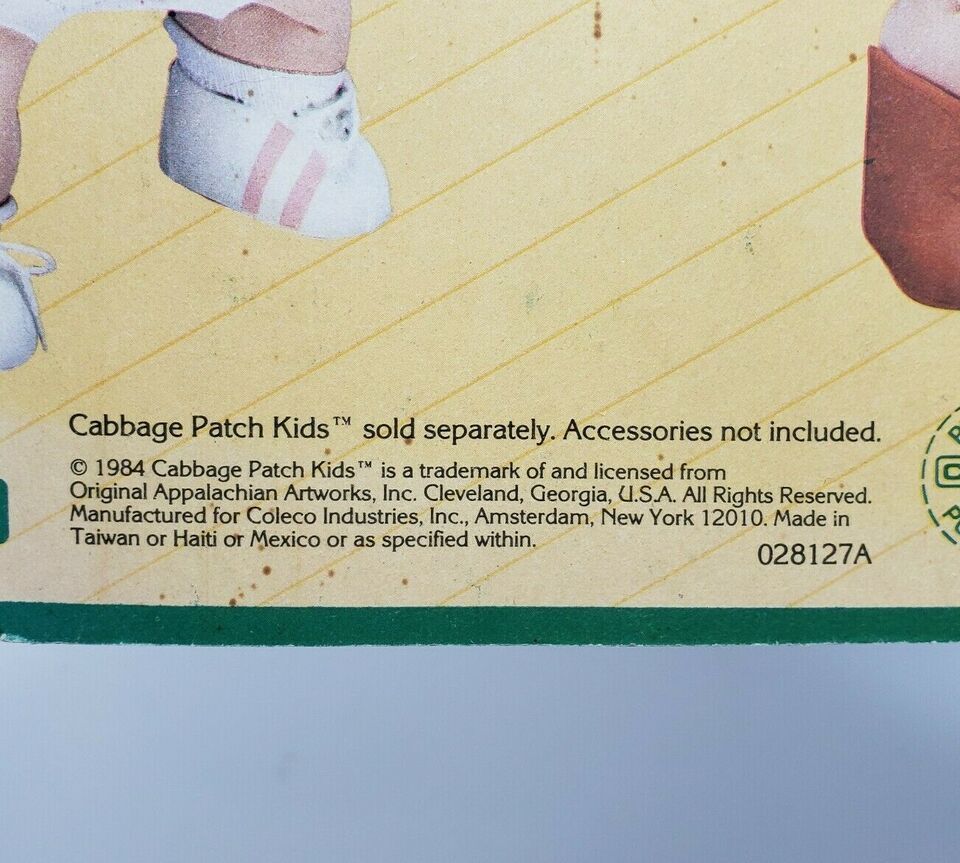 Cabbage Patch Kids™ sold separately. Accessories not included.
© 1984 Cabbage Patch Kids™ is a trademark of and licensed from
Original Appalachian Artworks, Inc. Cleveland, Georgia, U.S.A. All Rights Reserved.
Manufactured for Coleco Industries, Inc., Amsterdam, New York 12010. Made in
Taiwan or Haiti or Mexico or as specified within.
028127A